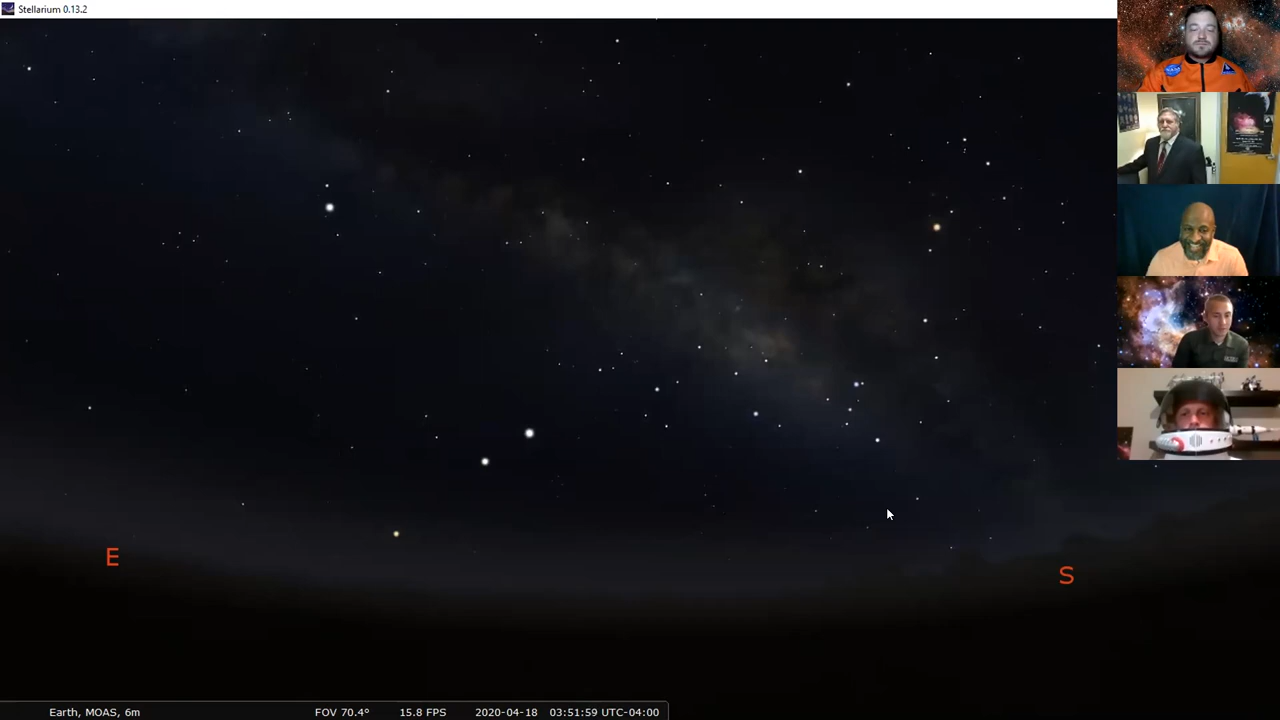 Stellarium 0.13.2
NASA
E
S
Earth, MOAS, 6m
FOV 70.4°
15.8 FPS
2020-04-18
03:51:59 UTC-04:00